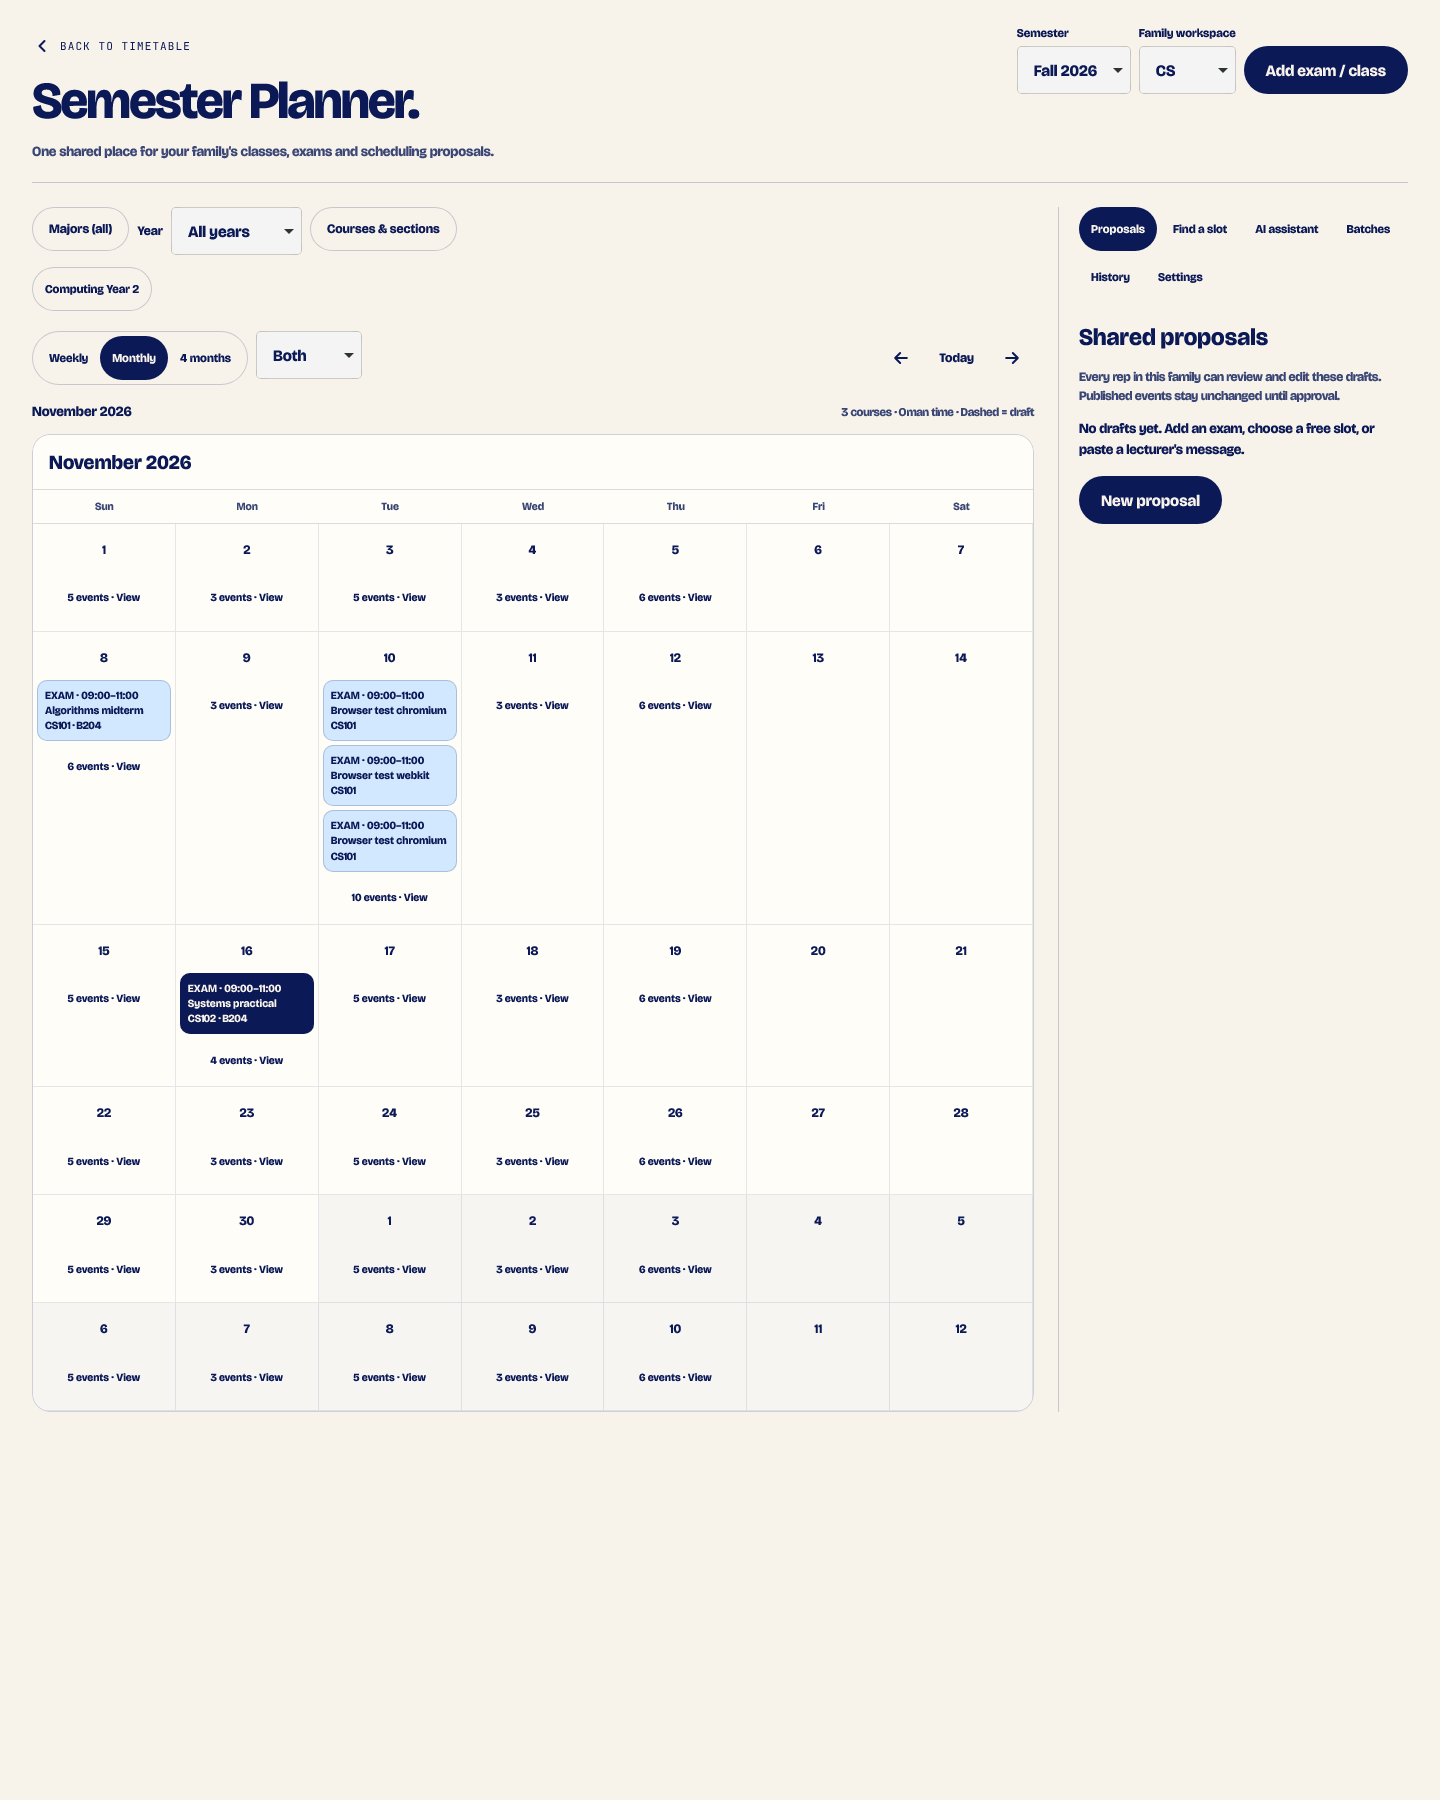 BACK TO TIMETABLE
Semester Planner.
One shared place for your family's classes, exams and scheduling proposals.
Semester
Fall 2026
Family workspace
CS
Add exam / class
Majors (all)
Year
All years
Courses & sections
Computing Year 2
Weekly
Monthly
4 months
Both
Today
November 2026
3 courses · Oman time · Dashed = draft
November 2026
Sun Mon Tue Wed Thu Fri Sat
1 2 3 4 5 6 7
5 events · View
3 events · View
5 events · View
3 events · View
6 events · View
8 9 10 11 12 13 14
EXAM · 09:00–11:00
Algorithms midterm
CS101 · B204
6 events · View
3 events · View
EXAM · 09:00–11:00
Browser test chromium
CS101
EXAM · 09:00–11:00
Browser test webkit
CS101
EXAM · 09:00–11:00
Browser test chromium
CS101
10 events · View
3 events · View
6 events · View
15 16 17 18 19 20 21
5 events · View
EXAM · 09:00–11:00
Systems practical
CS102 · B204
4 events · View
5 events · View
3 events · View
6 events · View
22 23 24 25 26 27 28
5 events · View
3 events · View
5 events · View
3 events · View
6 events · View
29 30 1 2 3 4 5
5 events · View
3 events · View
5 events · View
3 events · View
6 events · View
6 7 8 9 10 11 12
5 events · View
3 events · View
5 events · View
3 events · View
6 events · View
Proposals
Find a slot
AI assistant
Batches
History
Settings
Shared proposals
Every rep in this family can review and edit these drafts.
Published events stay unchanged until approval.
No drafts yet. Add an exam, choose a free slot, or
paste a lecturer's message.
New proposal